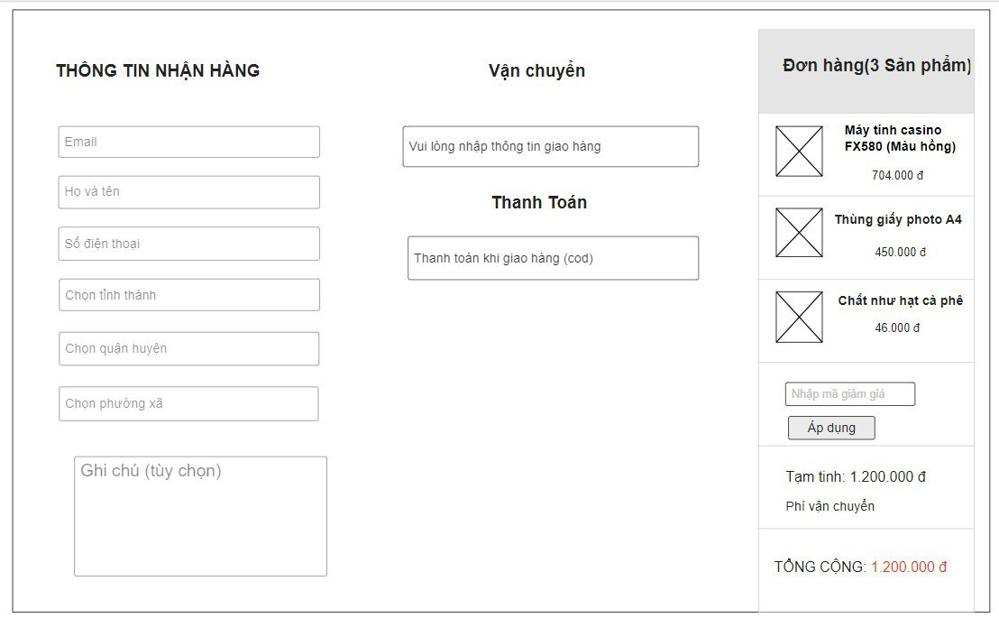 THÔNG TIN NHẬN HÀNG
Email
Họ và tên
Số điện thoại
Chọn tỉnh thành
Chọn quận huyện
Chọn phường xã
Ghi chú (tùy chọn)
Vận chuyển
Vui lòng nhập thông tin giao hàng
Thanh Toán
Thanh toán khi giao hàng (cod)
Đơn hàng(3 Sản phẩm)
Máy tính casino
FX580 (Màu hồng)
704.000 đ
Thùng giấy photo A4
450.000 đ
Chất như hạt cà phê
46.000 đ
Nhập mã giảm giá
Áp dụng
Tạm tinh: 1.200.000 đ
Phí vận chuyển
TỔNG CỘNG: 1.200.000 đ